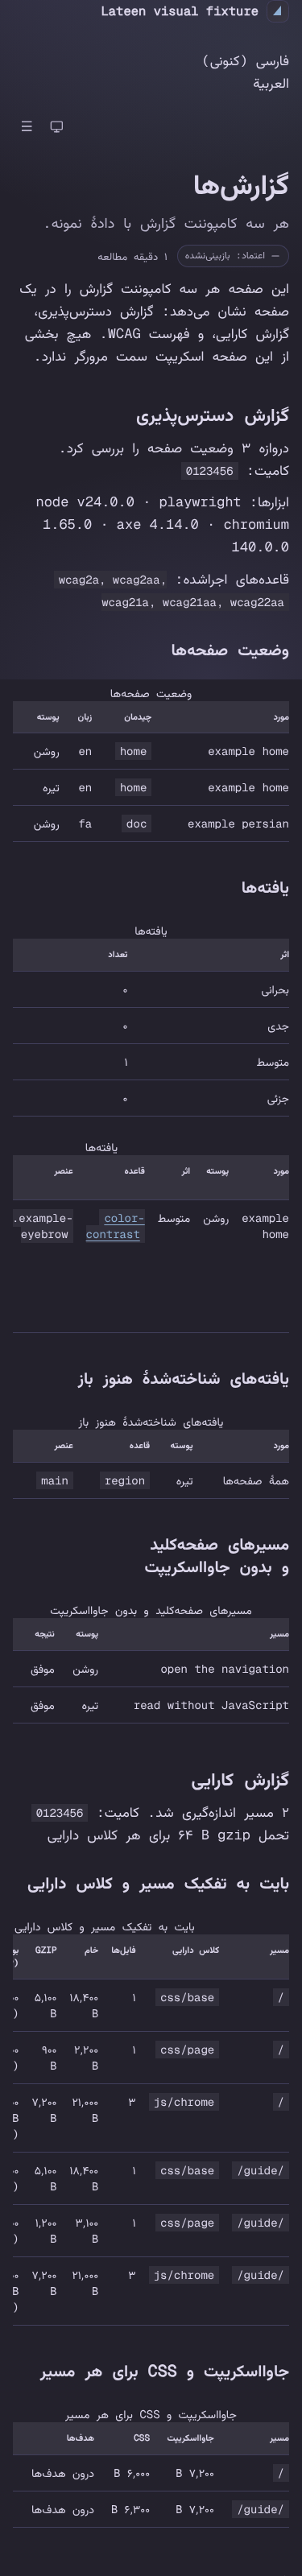 Lateen visual fixture
فارسی (کنونی)
العربية
گزارش‌ها
هر سه کامپوننت گزارش با دادهٔ نمونه.
— اعتماد: بازبینی‌نشده ۱ دقیقه مطالعه
این صفحه هر سه کامپوننت گزارش را در یک
صفحه نشان می‌دهد: گزارش دسترس‌پذیری،
گزارش کارایی، و فهرست WCAG. هیچ بخشی
از این صفحه اسکریپت سمت مرورگر ندارد.
گزارش دسترس‌پذیری
دروازه ۳ وضعیت صفحه را بررسی کرد.
کامیت: 0123456
ابزارها: node v24.0.0 · playwright
1.65.0 · axe 4.14.0 · chromium
140.0.0
قاعده‌های اجراشده: wcag2a, wcag2aa,
wcag21a, wcag21aa, wcag22aa
وضعیت صفحه‌ها
وضعیت صفحه‌ها
مورد چیدمان زبان پوسته
example home home en روشن
example home home en تیره
example persian doc fa روشن
یافته‌ها
یافته‌ها
اثر تعداد
بحرانی ۰
جدی ۰
متوسط ۱
جزئی ۰
یافته‌ها
مورد پوسته اثر قاعده عنصر
example home روشن متوسط color-contrast .example-eyebrow
یافته‌های شناخته‌شدهٔ هنوز باز
یافته‌های شناخته‌شدهٔ هنوز باز
مورد پوسته قاعده عنصر
همهٔ صفحه‌ها تیره region main
مسیرهای صفحه‌کلید
و بدون جاوااسکریپت
مسیرهای صفحه‌کلید و بدون جاوااسکریپت
مسیر پوسته نتیجه
open the navigation روشن موفق
read without JavaScript تیره موفق
گزارش کارایی
۲ مسیر اندازه‌گیری شد. کامیت: 0123456
تحمل ۶۴ B gzip برای هر کلاس دارایی
بایت به تفکیک مسیر و کلاس دارایی
بایت به تفکیک مسیر و کلاس دارایی
مسیر کلاس دارایی فایل‌ها خام GZIP
/ css/base ۱ ۱۸,۴۰۰ B ۵,۱۰۰ B
/ css/page ۱ ۲,۲۰۰ B ۹۰۰ B
/ js/chrome ۳ ۲۱,۰۰۰ B ۷,۲۰۰ B
/guide/ css/base ۱ ۱۸,۴۰۰ B ۵,۱۰۰ B
/guide/ css/page ۱ ۳,۱۰۰ B ۱,۲۰۰ B
/guide/ js/chrome ۳ ۲۱,۰۰۰ B ۷,۲۰۰ B
جاوااسکریپت و CSS برای هر مسیر
جاوااسکریپت و CSS برای هر مسیر
مسیر جاوااسکریپت CSS هدف‌ها
/ ۷,۲۰۰ B ۶,۰۰۰ B درون هدف‌ها
/guide/ ۷,۲۰۰ B ۶,۳۰۰ B درون هدف‌ها